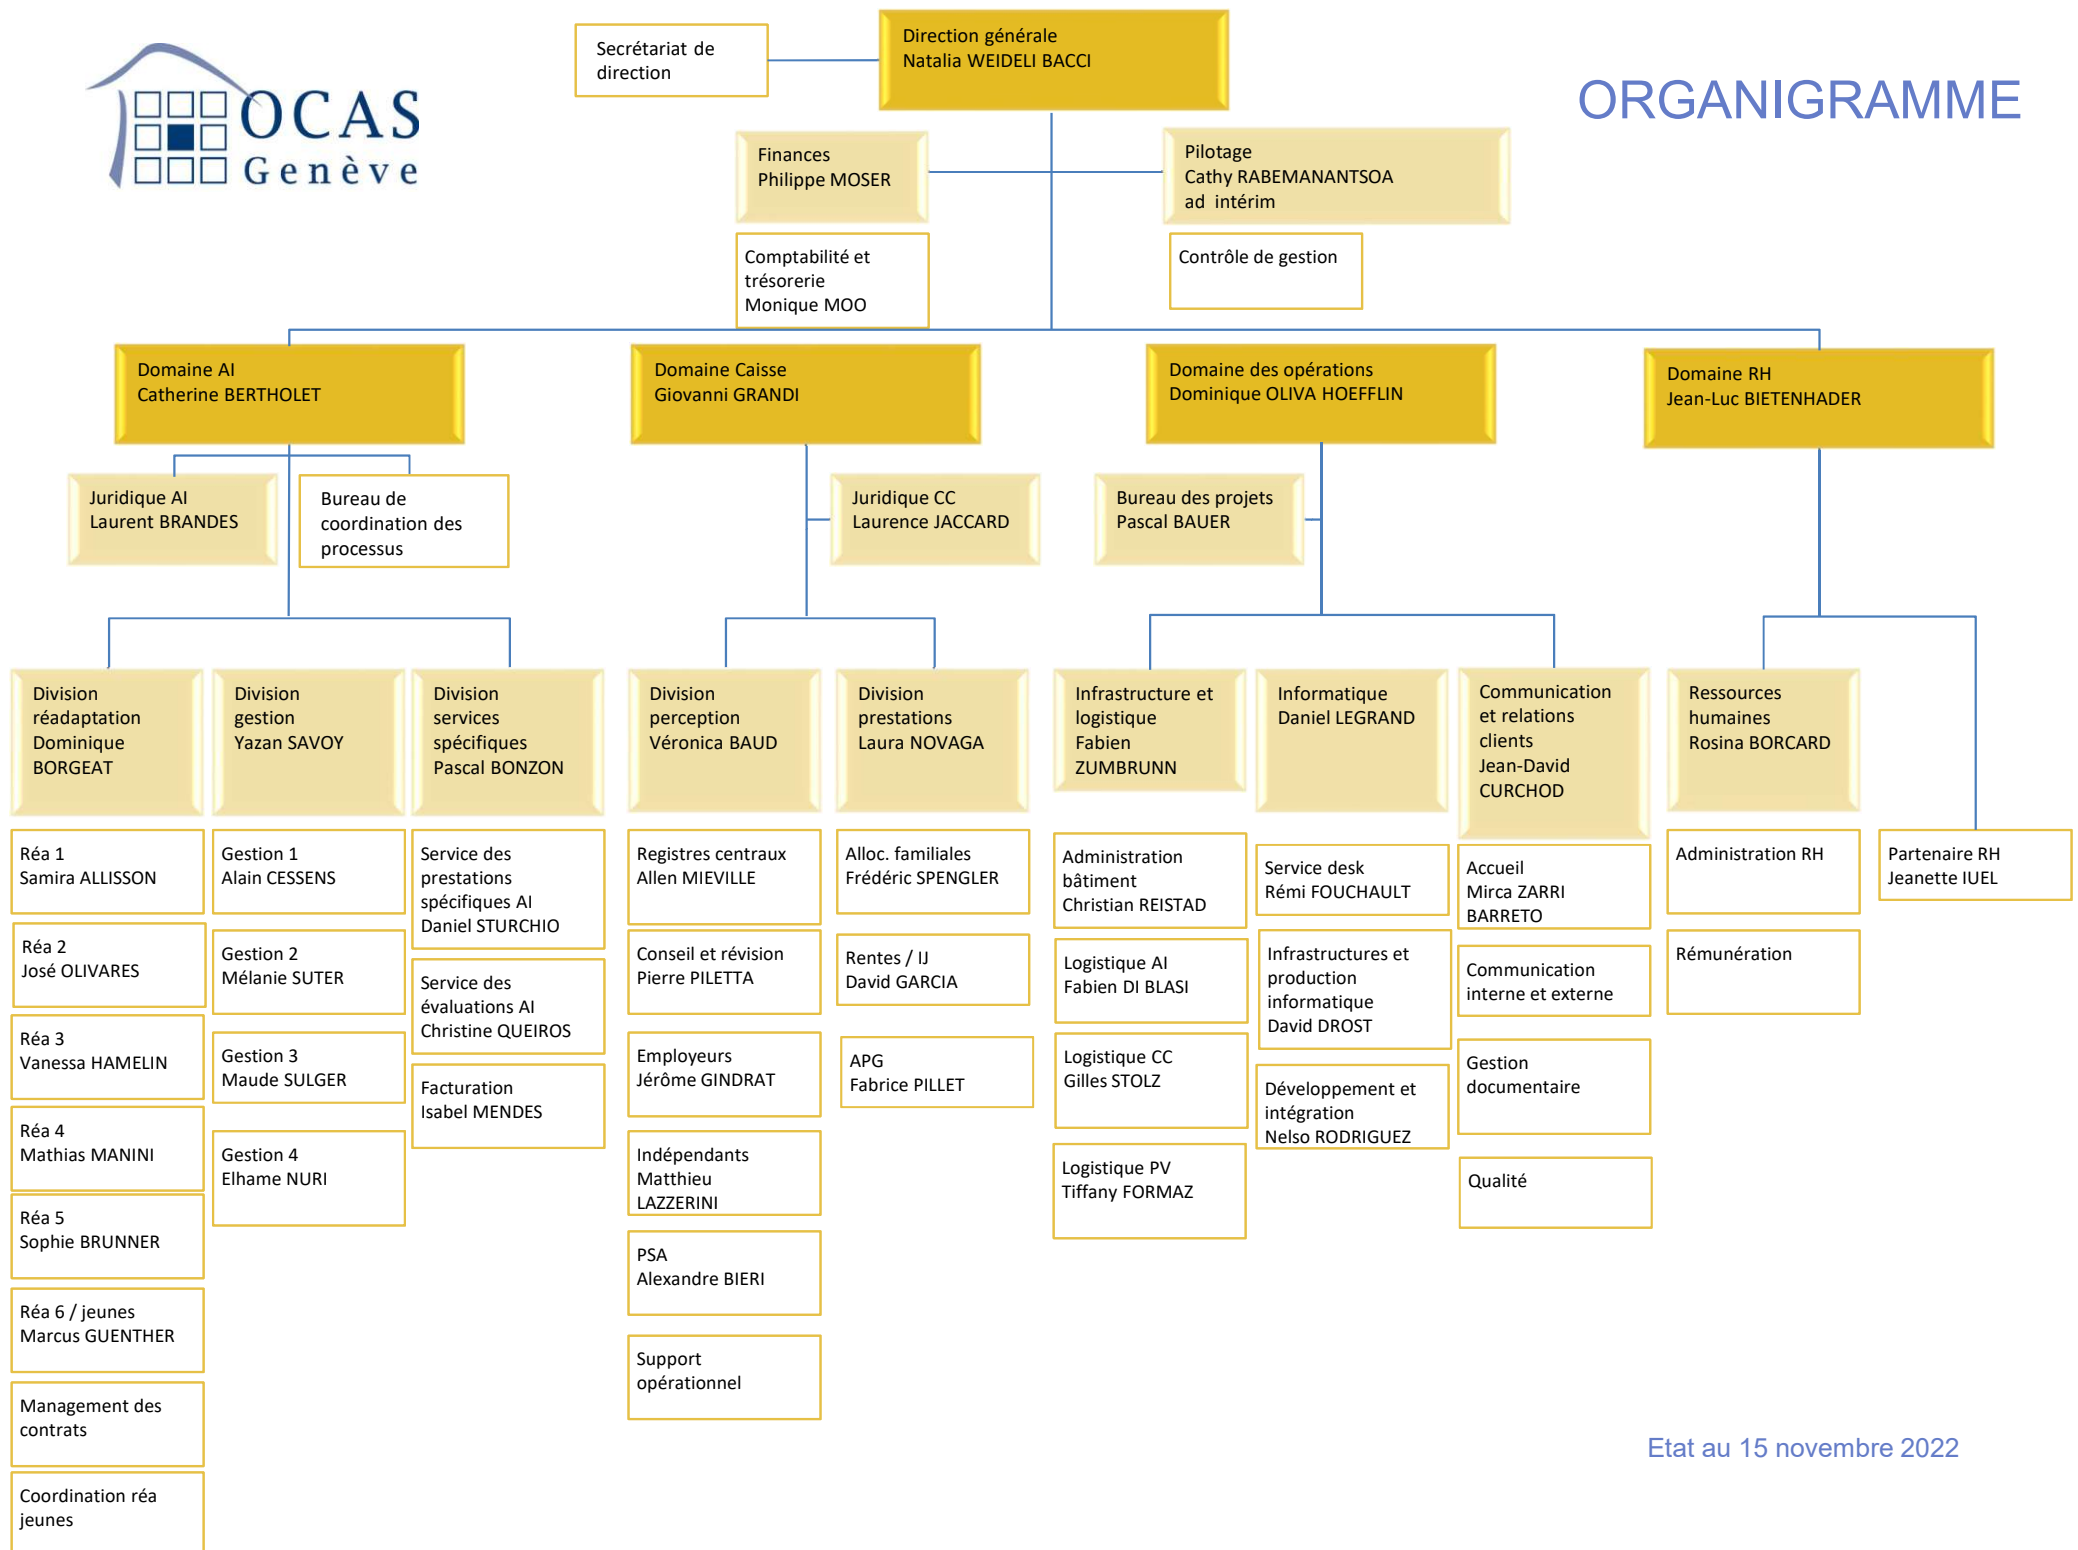 OCAS
Genève
Secrétariat de
direction
Direction générale
Natalia WEIDELI BACCI
ORGANIGRAMME
Finances
Philippe MOSER
Pilotage
Cathy RABEMANANTSOA
ad intérim
Comptabilité et
trésorerie
Monique MOO
Contrôle de gestion
Domaine AI
Catherine BERTHOLET
Domaine Caisse
Giovanni GRANDI
Domaine des opérations
Dominique OLIVA HOEFFLIN
Domaine RH
Jean-Luc BIETENHADER
Juridique AI
Laurent BRANDES
Bureau de
coordination des
processus
Juridique CC
Laurence JACCARD
Bureau des projets
Pascal BAUER
Division
réadaptation
Dominique
BORGEAT
Division
gestion
Yazan SAVOY
Division
services
spécifiques
Pascal BONZON
Division
perception
Véronica BAUD
Division
prestations
Laura NOVAGA
Infrastructure et
logistique
Fabien
ZUMBRUNN
Informatique
Daniel LEGRAND
Communication
et relations
clients
Jean-David
CURCHOD
Ressources
humaines
Rosina BORCARD
Réa 1
Samira ALLISSON
Réa 2
José OLIVARES
Réa 3
Vanessa HAMELIN
Réa 4
Mathias MANINI
Réa 5
Sophie BRUNNER
Réa 6 / jeunes
Marcus GUENTHER
Management des
contrats
Coordination réa
jeunes
Gestion 1
Alain CESSENS
Gestion 2
Mélanie SUTER
Gestion 3
Maude SULGER
Gestion 4
Elhame NURI
Service des
prestations
spécifiques AI
Daniel STURCHIO
Service des
évaluations AI
Christine QUEIROS
Facturation
Isabel MENDES
Registres centraux
Allen MIEVILLE
Conseil et révision
Pierre PILETTA
Employeurs
Jérôme GINDRAT
Indépendants
Matthieu
LAZZERINI
PSA
Alexandre BIERI
Support
opérationnel
Alloc. familiales
Frédéric SPENGLER
Rentes / IJ
David GARCIA
APG
Fabrice PILLET
Administration
bâtiment
Christian REISTAD
Logistique AI
Fabien DI BLASI
Logistique CC
Gilles STOLZ
Logistique PV
Tiffany FORMAZ
Service desk
Rémi FOUCHAULT
Infrastructures et
production
informatique
David DROST
Développement et
intégration
Nelso RODRIGUEZ
Accueil
Mirca ZARRI
BARRETO
Communication
interne et externe
Gestion
documentaire
Qualité
Administration RH
Rémunération
Partenaire RH
Jeanette IUEL
Etat au 15 novembre 2022